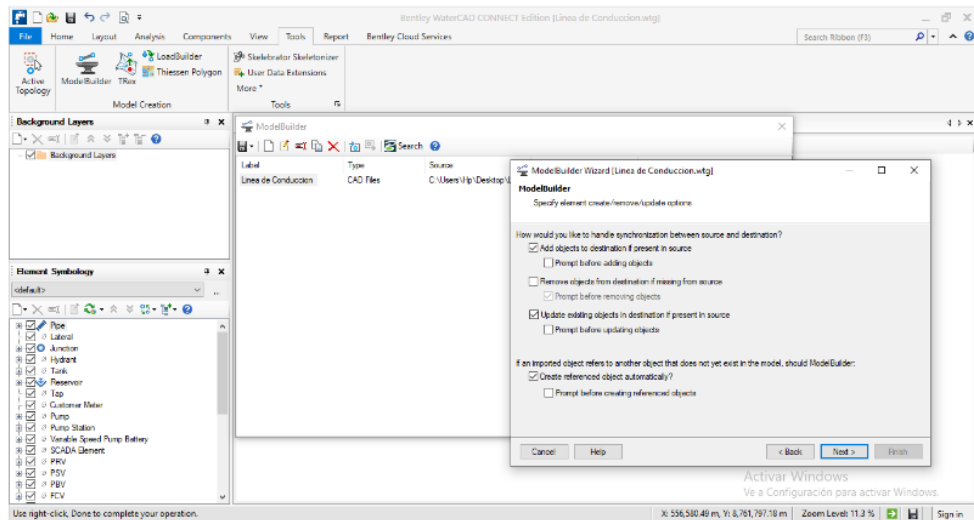 Bentley WaterCAD CONNECT Edition [Linea de Conduccion.wtg]
File Home Layout Analysis Components View Tools Report Bentley Cloud Services Search Ribbon (F3)
Active Topology
ModelBuilder
TRex
LoadBuilder
Thiessen Polygon
Model Creation
Skelebrator Skeletonizer
User Data Extensions
More
Tools
Background Layers
Background Layers
Element Symbology
<default>
Pipe
Lateral
Junction
Hydrant
Tank
Reservoir
Tap
Customer Meter
Pump
Pump Station
Variable Speed Pump Battery
SCADA Element
PRV
PSV
PBV
FCV
ModelBuilder
Search
Label Type Source
Linea de Conduccion CAD Files C:\Users\Hp\Desktop\
ModelBuilder Wizard [Linea de Conduccion.wtg]
ModelBuilder
Specify element create/remove/update options
How would you like to handle synchronization between source and destination?
Add objects to destination if present in source
Prompt before adding objects
Remove objects from destination if missing from source
Prompt before removing objects
Update existing objects in destination if present in source
Prompt before updating objects
If an imported object refers to another object that does not yet exist in the model, should ModelBuilder:
Create referenced object automatically?
Prompt before creating referenced objects
Cancel Help < Back Next > Finish
Activar Windows
Ve a Configuración para activar Windows.
Use right-click, Done to complete your operation. X: 556,580.49 m, Y: 8,761,797.18 m Zoom Level: 11.3 % Sign in